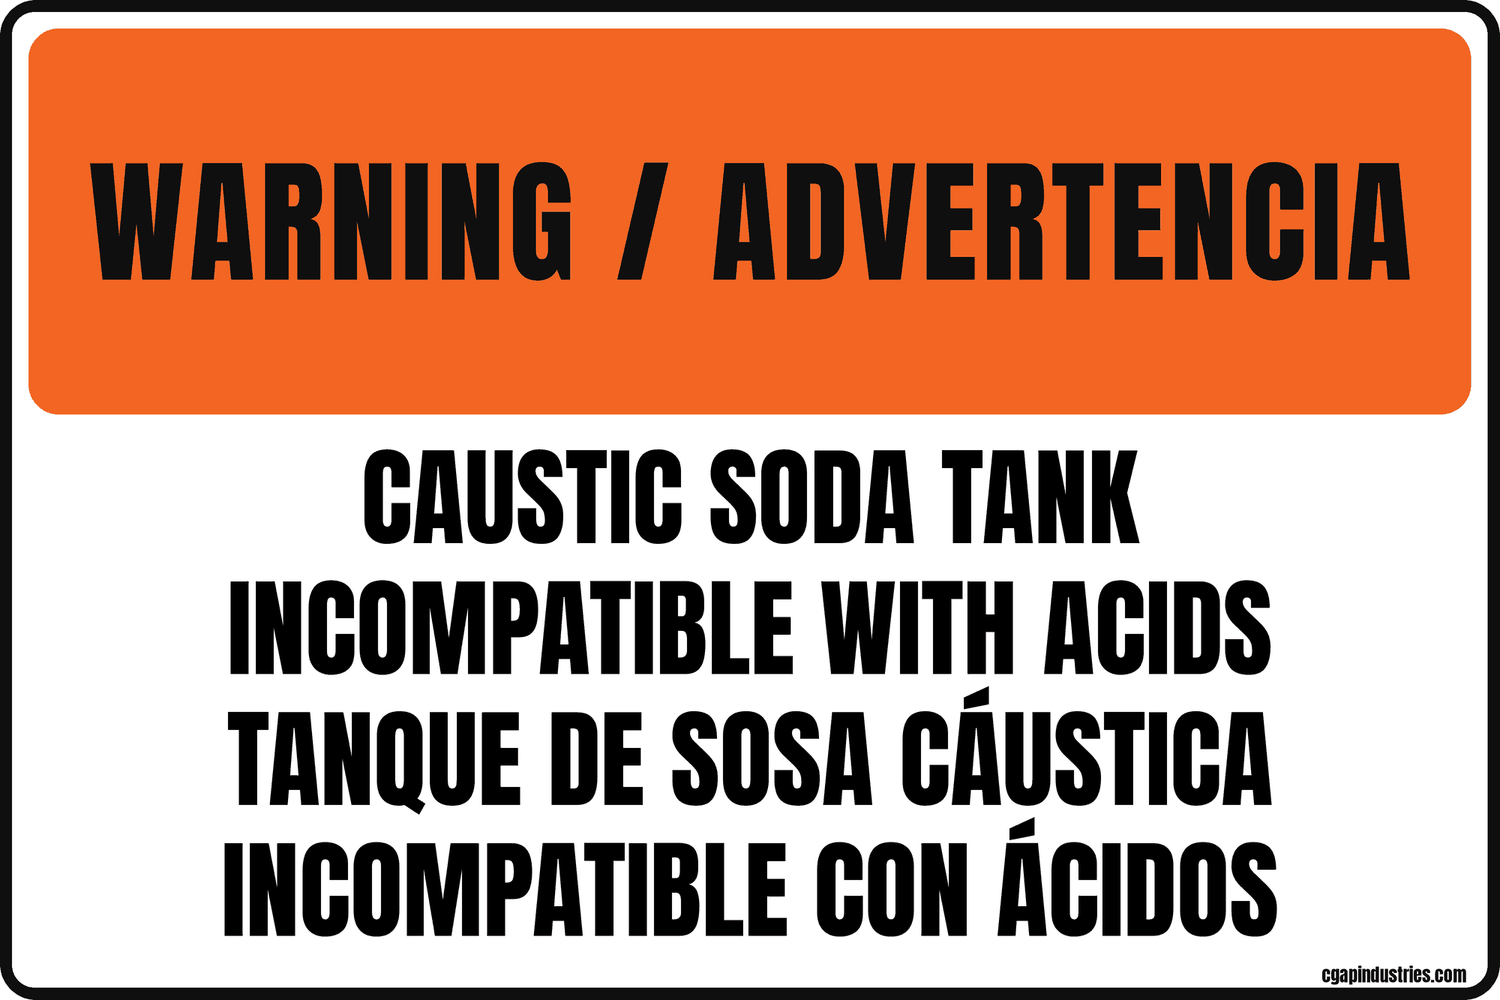 WARNING / ADVERTENCIA
CAUSTIC SODA TANK
INCOMPATIBLE WITH ACIDS
TANQUE DE SOSA CÁUSTICA
INCOMPATIBLE CON ÁCIDOS
cgapindustries.com